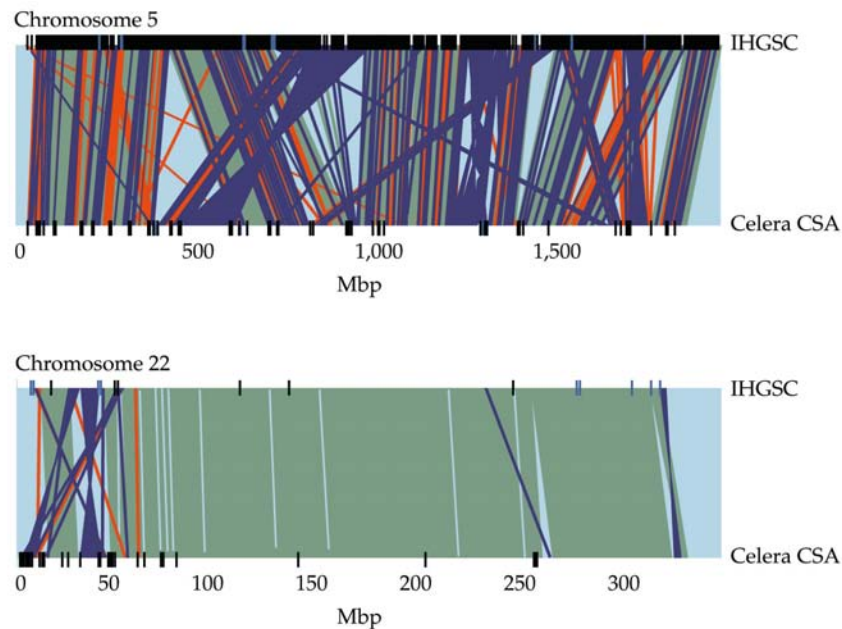 Chromosome 5
IHGSC
Celera CSA
0 500 1,000 1,500
Mbp
Chromosome 22
IHGSC
Celera CSA
0 50 100 150 200 250 300
Mbp